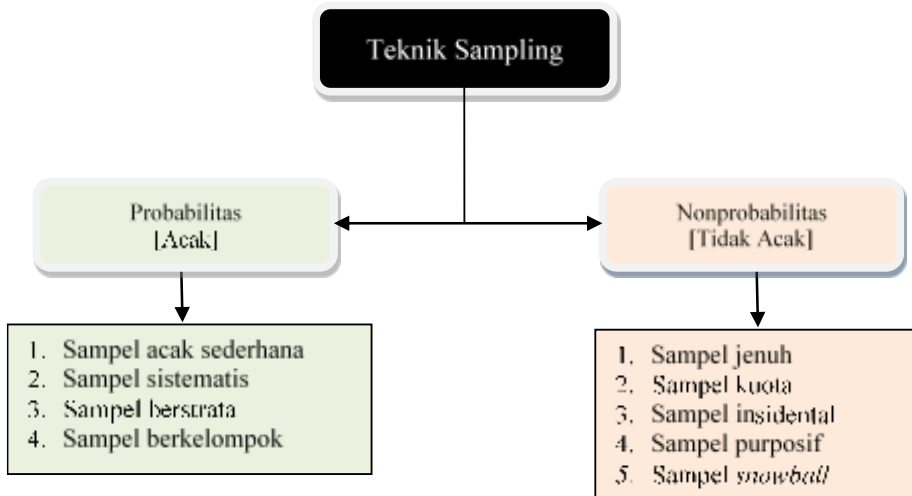 Teknik Sampling
Probabilitas
[Acak]
1. Sampel acak sederhana
2. Sampel sistematis
3. Sampel berstrata
4. Sampel berkelompok
Nonprobabilitas
[Tidak Acak]
1. Sampel jenuh
2. Sampel kuota
3. Sampel insidental
4. Sampel purposif
5. Sampel snowball